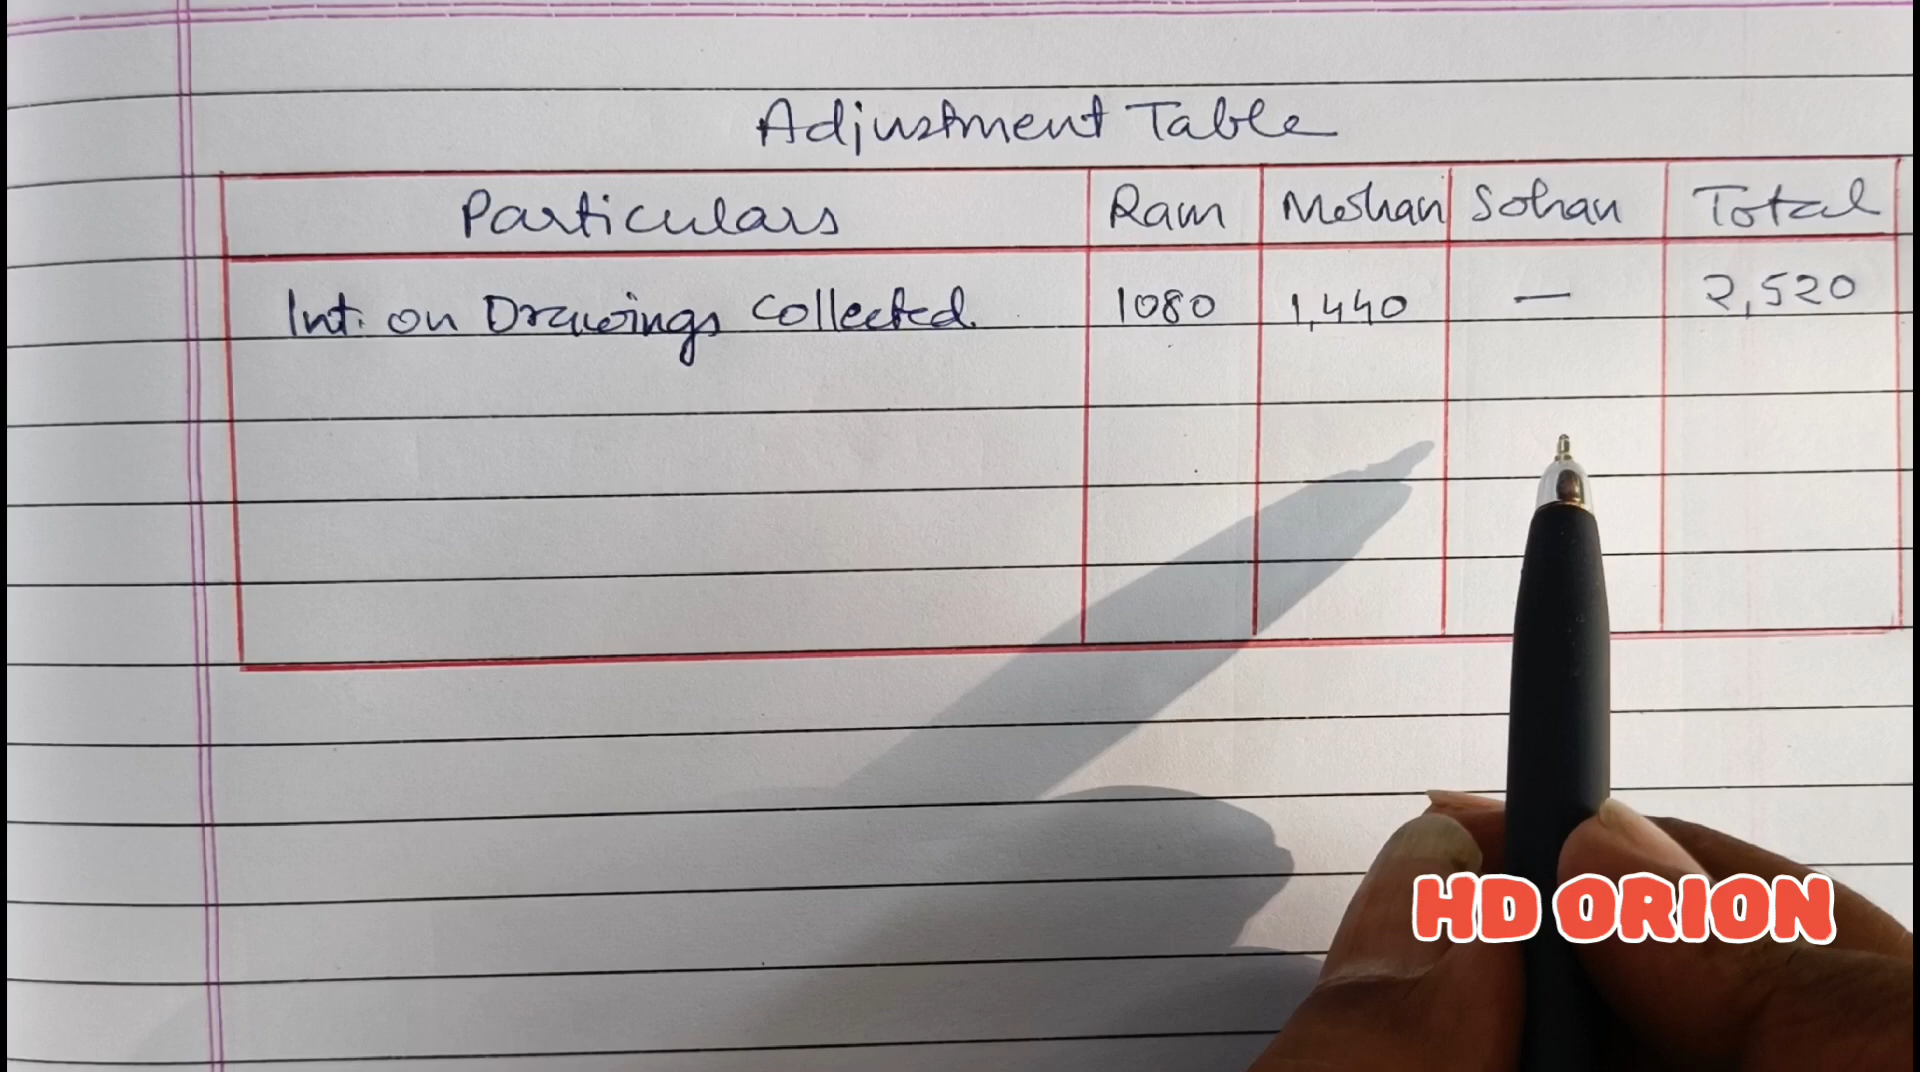 Adjustment Table
Particulars Ram Mohan Sohan Total
Int. on Drawings collected. 1080 1,440 — 2,520
HD ORION